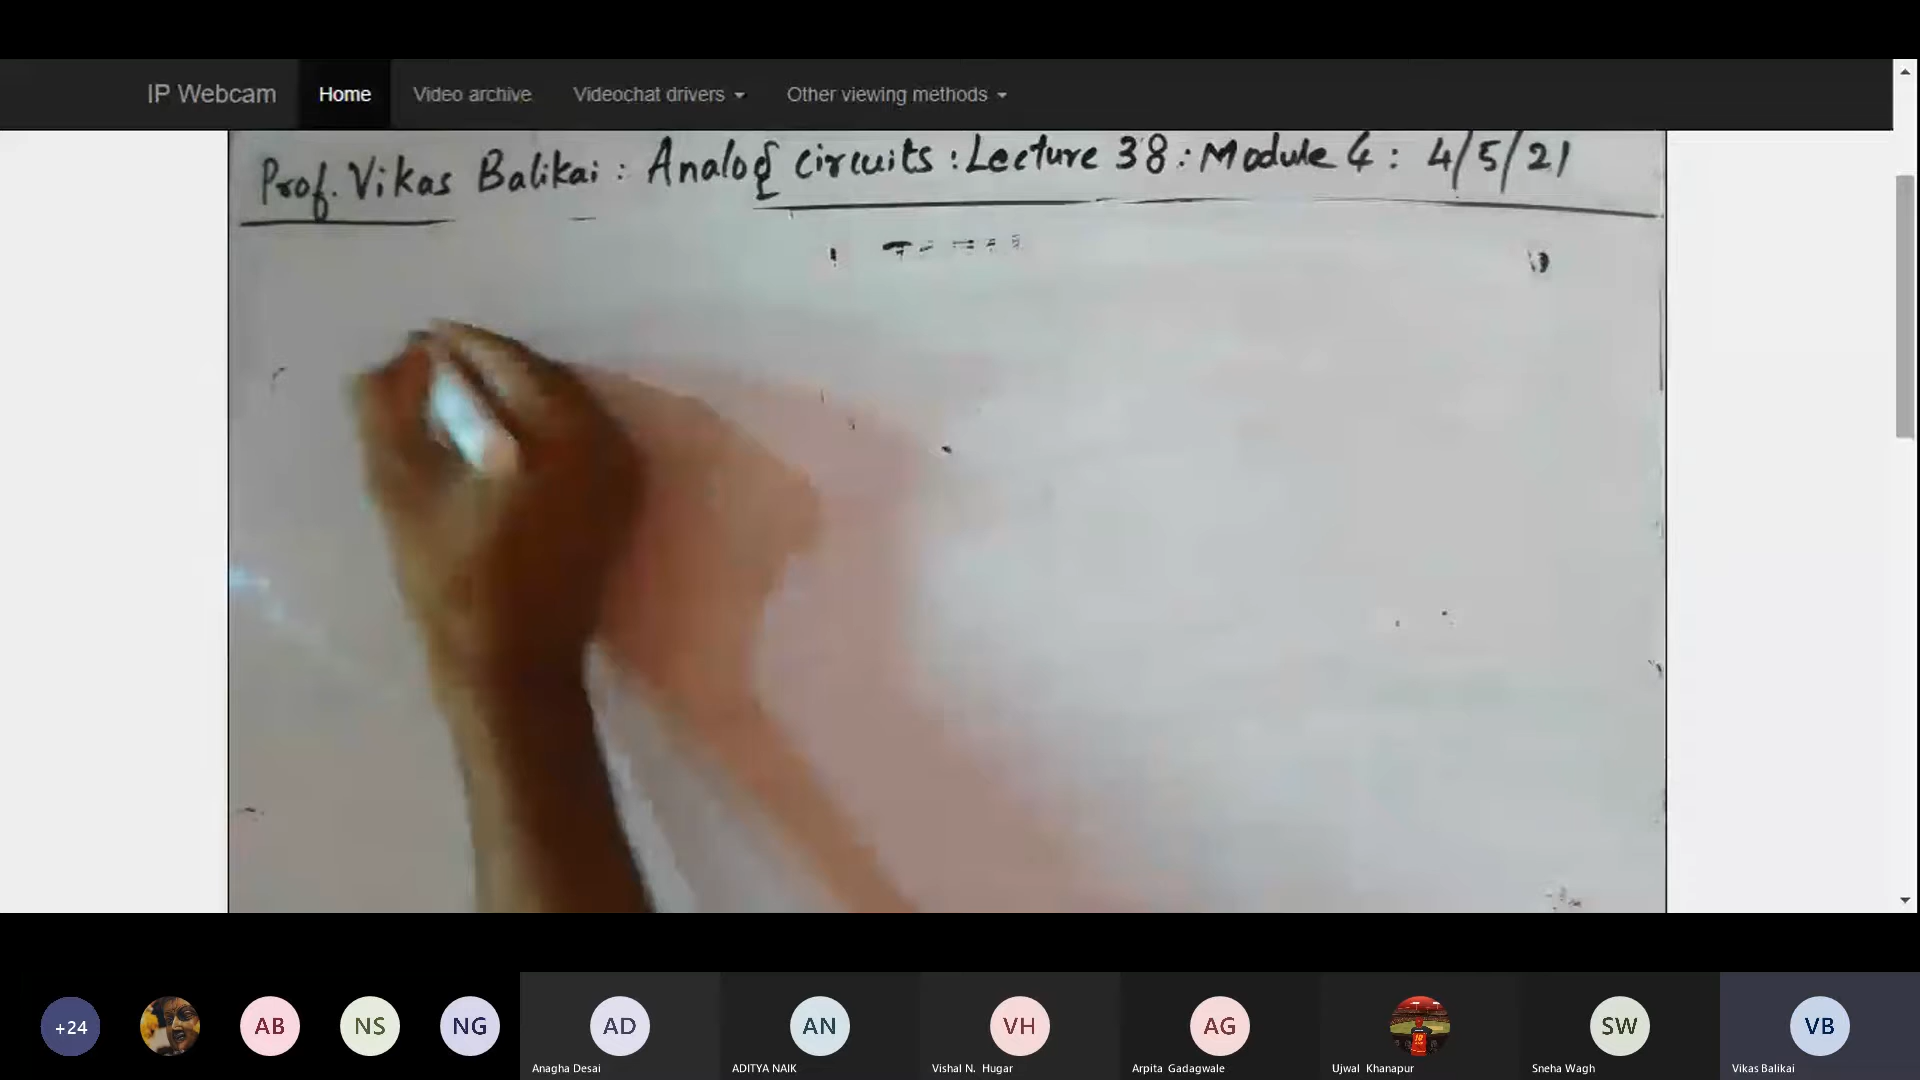 IP Webcam Home Video archive Videochat drivers Other viewing methods
Prof. Vikas Balikai : Analog circuits : Lecture 38 : Module 4 : 4/5/21
+24 AB NS NG AD AN VH AG SW VB
Anagha Desai ADITYA NAIK Vishal N. Hugar Arpita Gadagwale Ujwal Khanapur Sneha Wagh Vikas Balikai